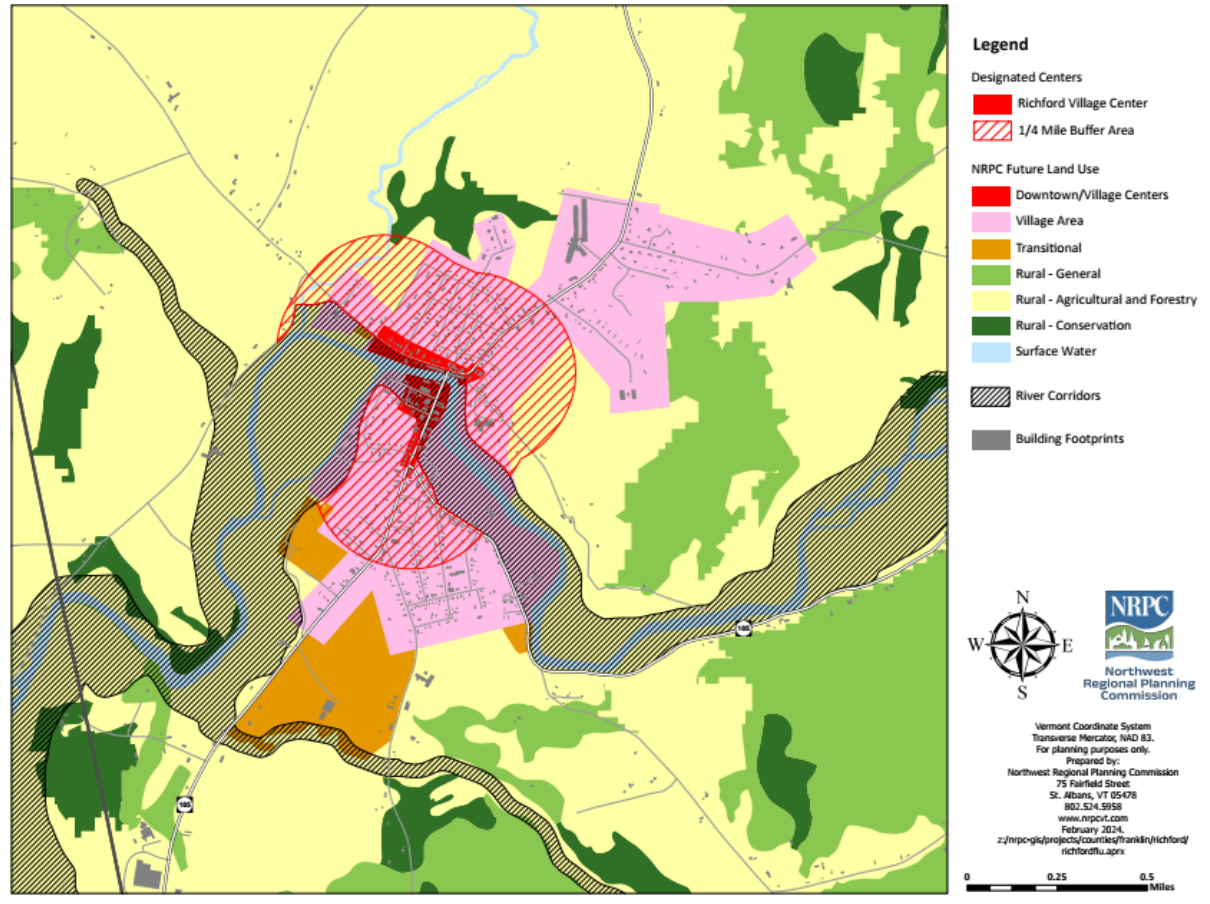 Legend
Designated Centers
Richford Village Center
1/4 Mile Buffer Area
NRPC Future Land Use
Downtown/Village Centers
Village Area
Transitional
Rural - General
Rural - Agricultural and Forestry
Rural - Conservation
Surface Water
River Corridors
Building Footprints
105
105
N
W E
S
NRPC
Northwest
Regional Planning
Commission
Vermont Coordinate System
Transverse Mercator, NAD 83.
For planning purposes only.
Prepared by:
Northwest Regional Planning Commission
75 Fairfield Street
St. Albans, VT 05478
802.524.5958
www.nrpcvt.com
February 2024.
z:/nrpc-gis/projects/counties/franklin/richford/
richfordflu.aprx
0 0.25 0.5
Miles